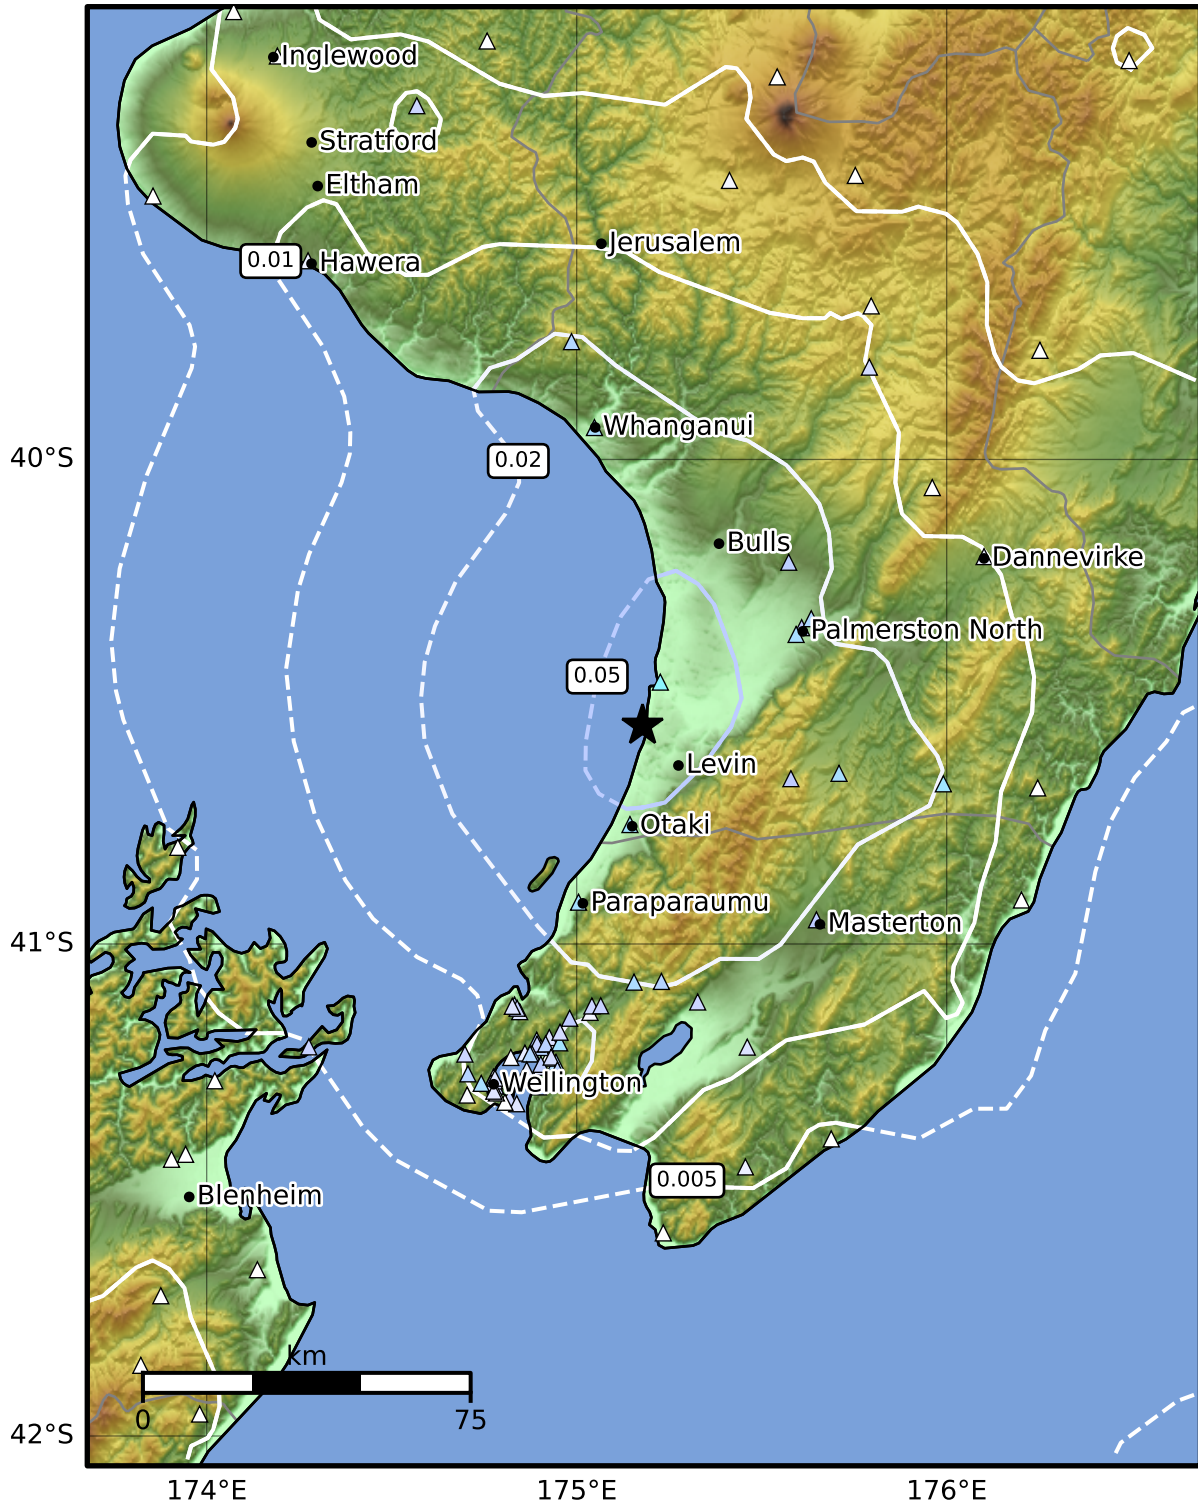 Inglewood
Stratford
Eltham
Jerusalem
0.01
Hawera
Whanganui
40°S
0.02
Bulls
Dannevirke
Palmerston North
0.05
Levin
Otaki
Paraparaumu
Masterton
41°S
Wellington
0.005
Blenheim
km
0
75
42°S
174°E
175°E
176°E